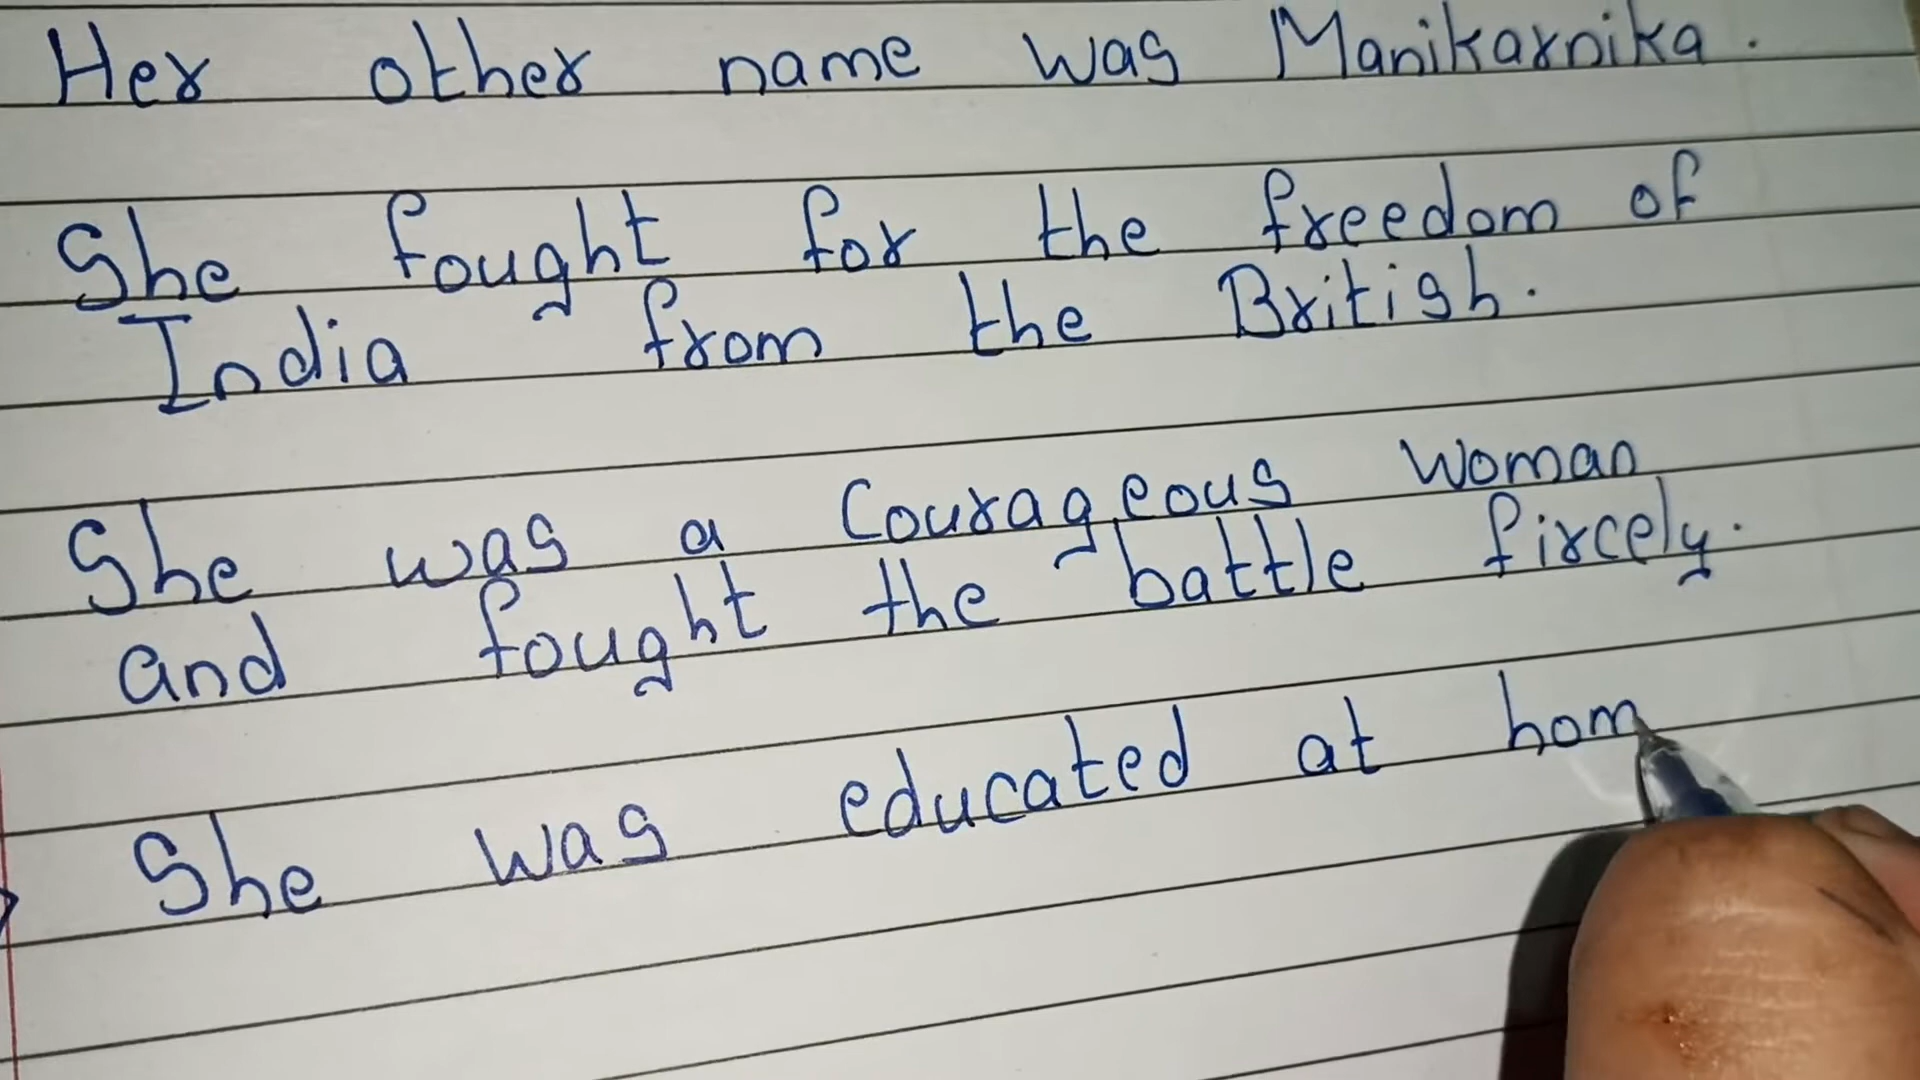 Her other name was Manikarnika.
She fought for the freedom of
India from the British.
She was a Courageous Woman
and fought the battle fircely.
She was educated at hom